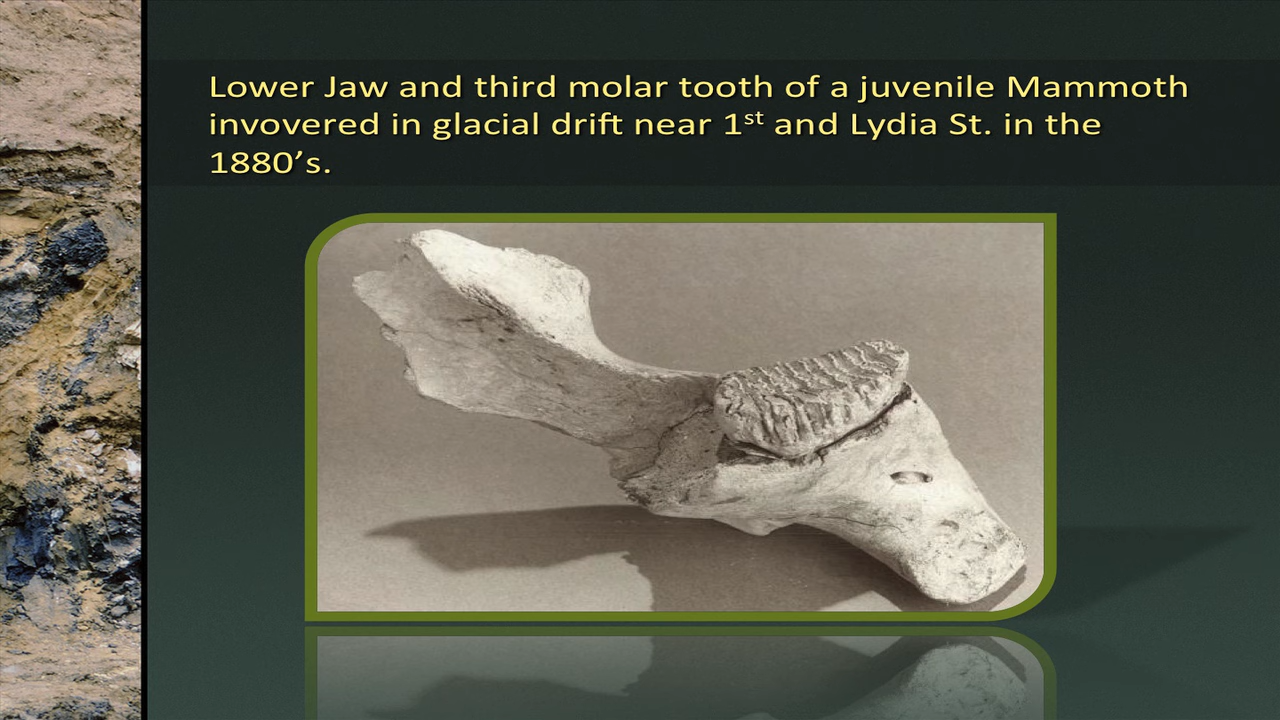 Lower Jaw and third molar tooth of a juvenile Mammoth
invovered in glacial drift near 1st and Lydia St. in the
1880’s.